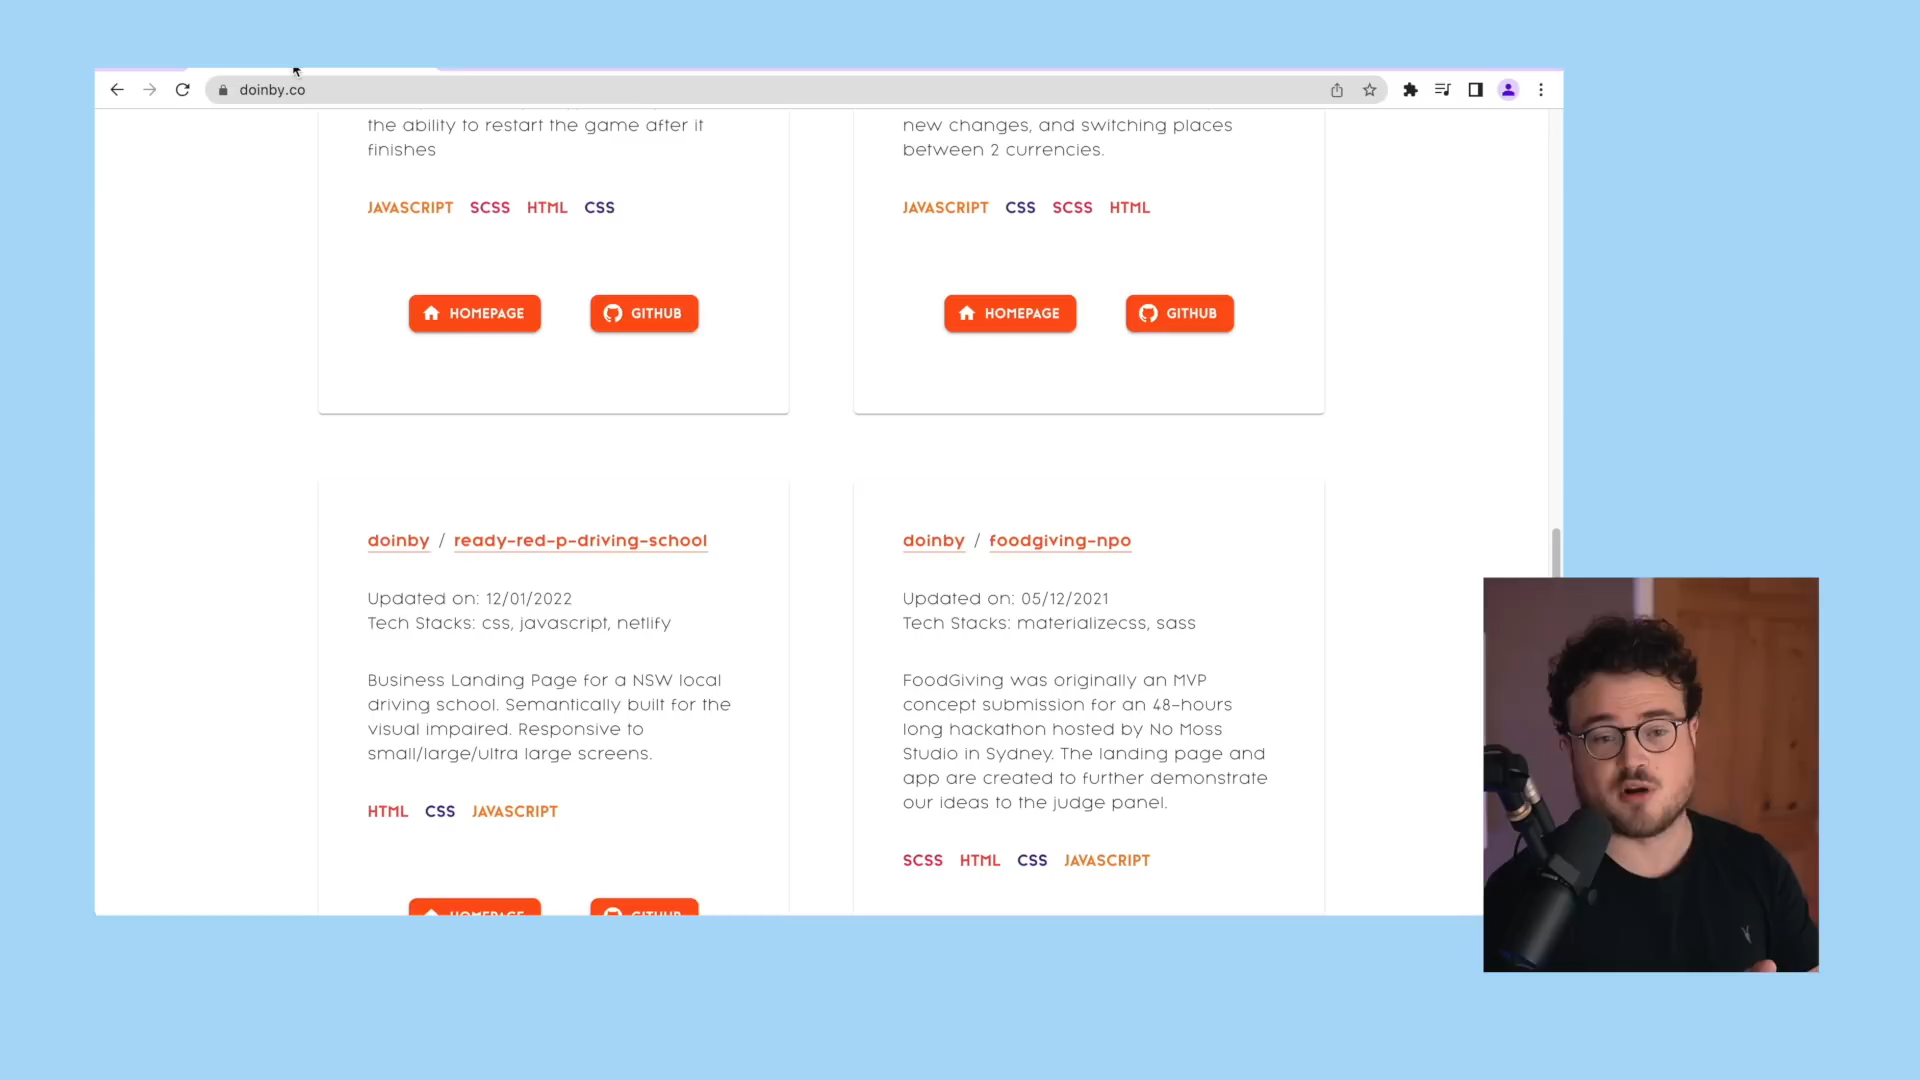 doinby.co
the ability to restart the game after it
finishes
JAVASCRIPT SCSS HTML CSS
HOMEPAGE GITHUB
new changes, and switching places
between 2 currencies.
JAVASCRIPT CSS SCSS HTML
HOMEPAGE GITHUB
doinby / ready-red-p-driving-school
Updated on: 12/01/2022
Tech Stacks: css, javascript, netlify
Business Landing Page for a NSW local
driving school. Semantically built for the
visual impaired. Responsive to
small/large/ultra large screens.
HTML CSS JAVASCRIPT
HOMEPAGE GITHUB
doinby / foodgiving-npo
Updated on: 05/12/2021
Tech Stacks: materializecss, sass
FoodGiving was originally an MVP
concept submission for an 48-hours
long hackathon hosted by No Moss
Studio in Sydney. The landing page and
app are created to further demonstrate
our ideas to the judge panel.
SCSS HTML CSS JAVASCRIPT